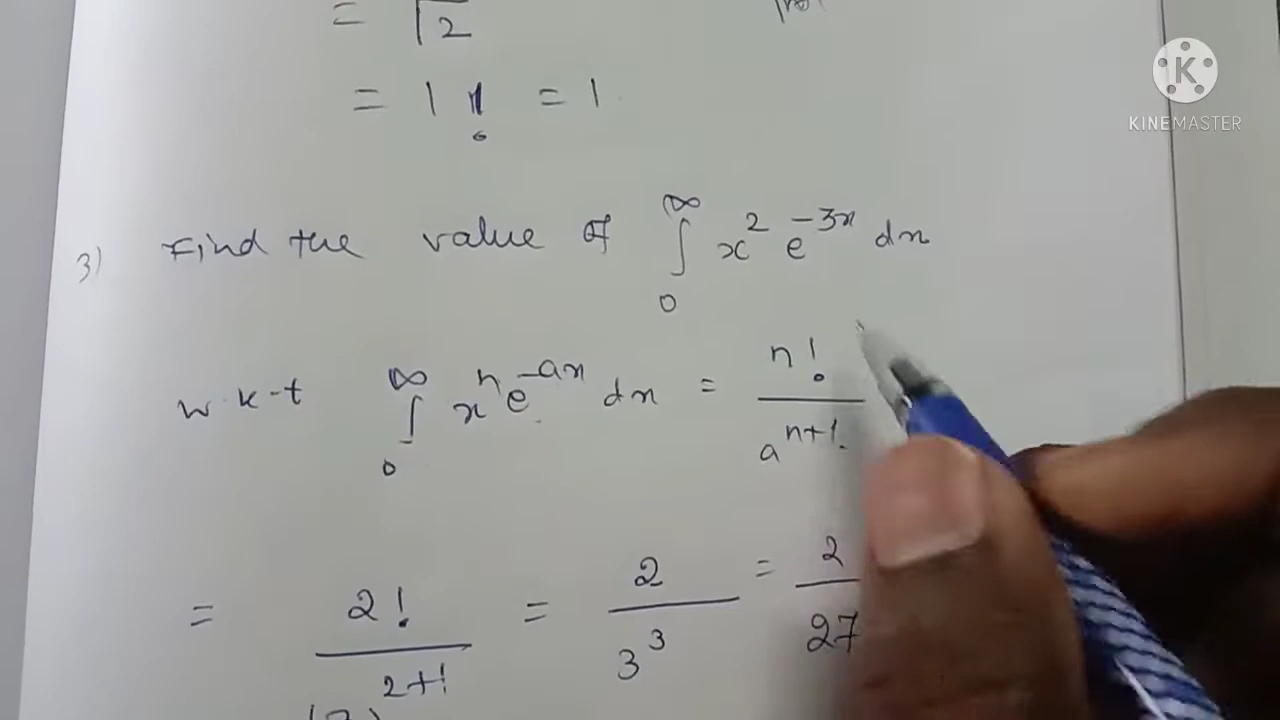 = √2
= 1! = 1.
KINEMASTER
3) Find the value of ∫₀^∞ x² e^-3x dx
w.k.t ∫₀^∞ xⁿ e^-ax dx = n! / a^(n+1)
= 2! / (3)^(2+1) = 2 / 3³ = 2 / 27